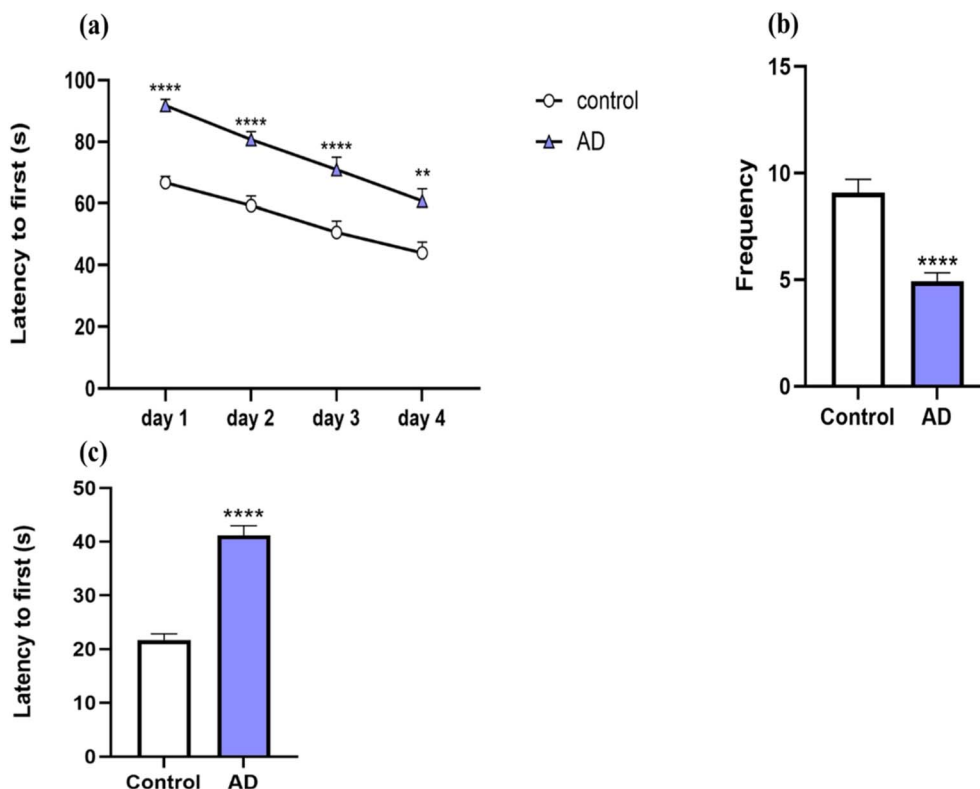 (a)
Latency to first (s)
100
80
60
40
20
0
****
****
****
**
day 1 day 2 day 3 day 4
control
AD
(b)
Frequency
15
10
5
0
****
Control AD
(c)
Latency to first (s)
50
40
30
20
10
0
****
Control AD